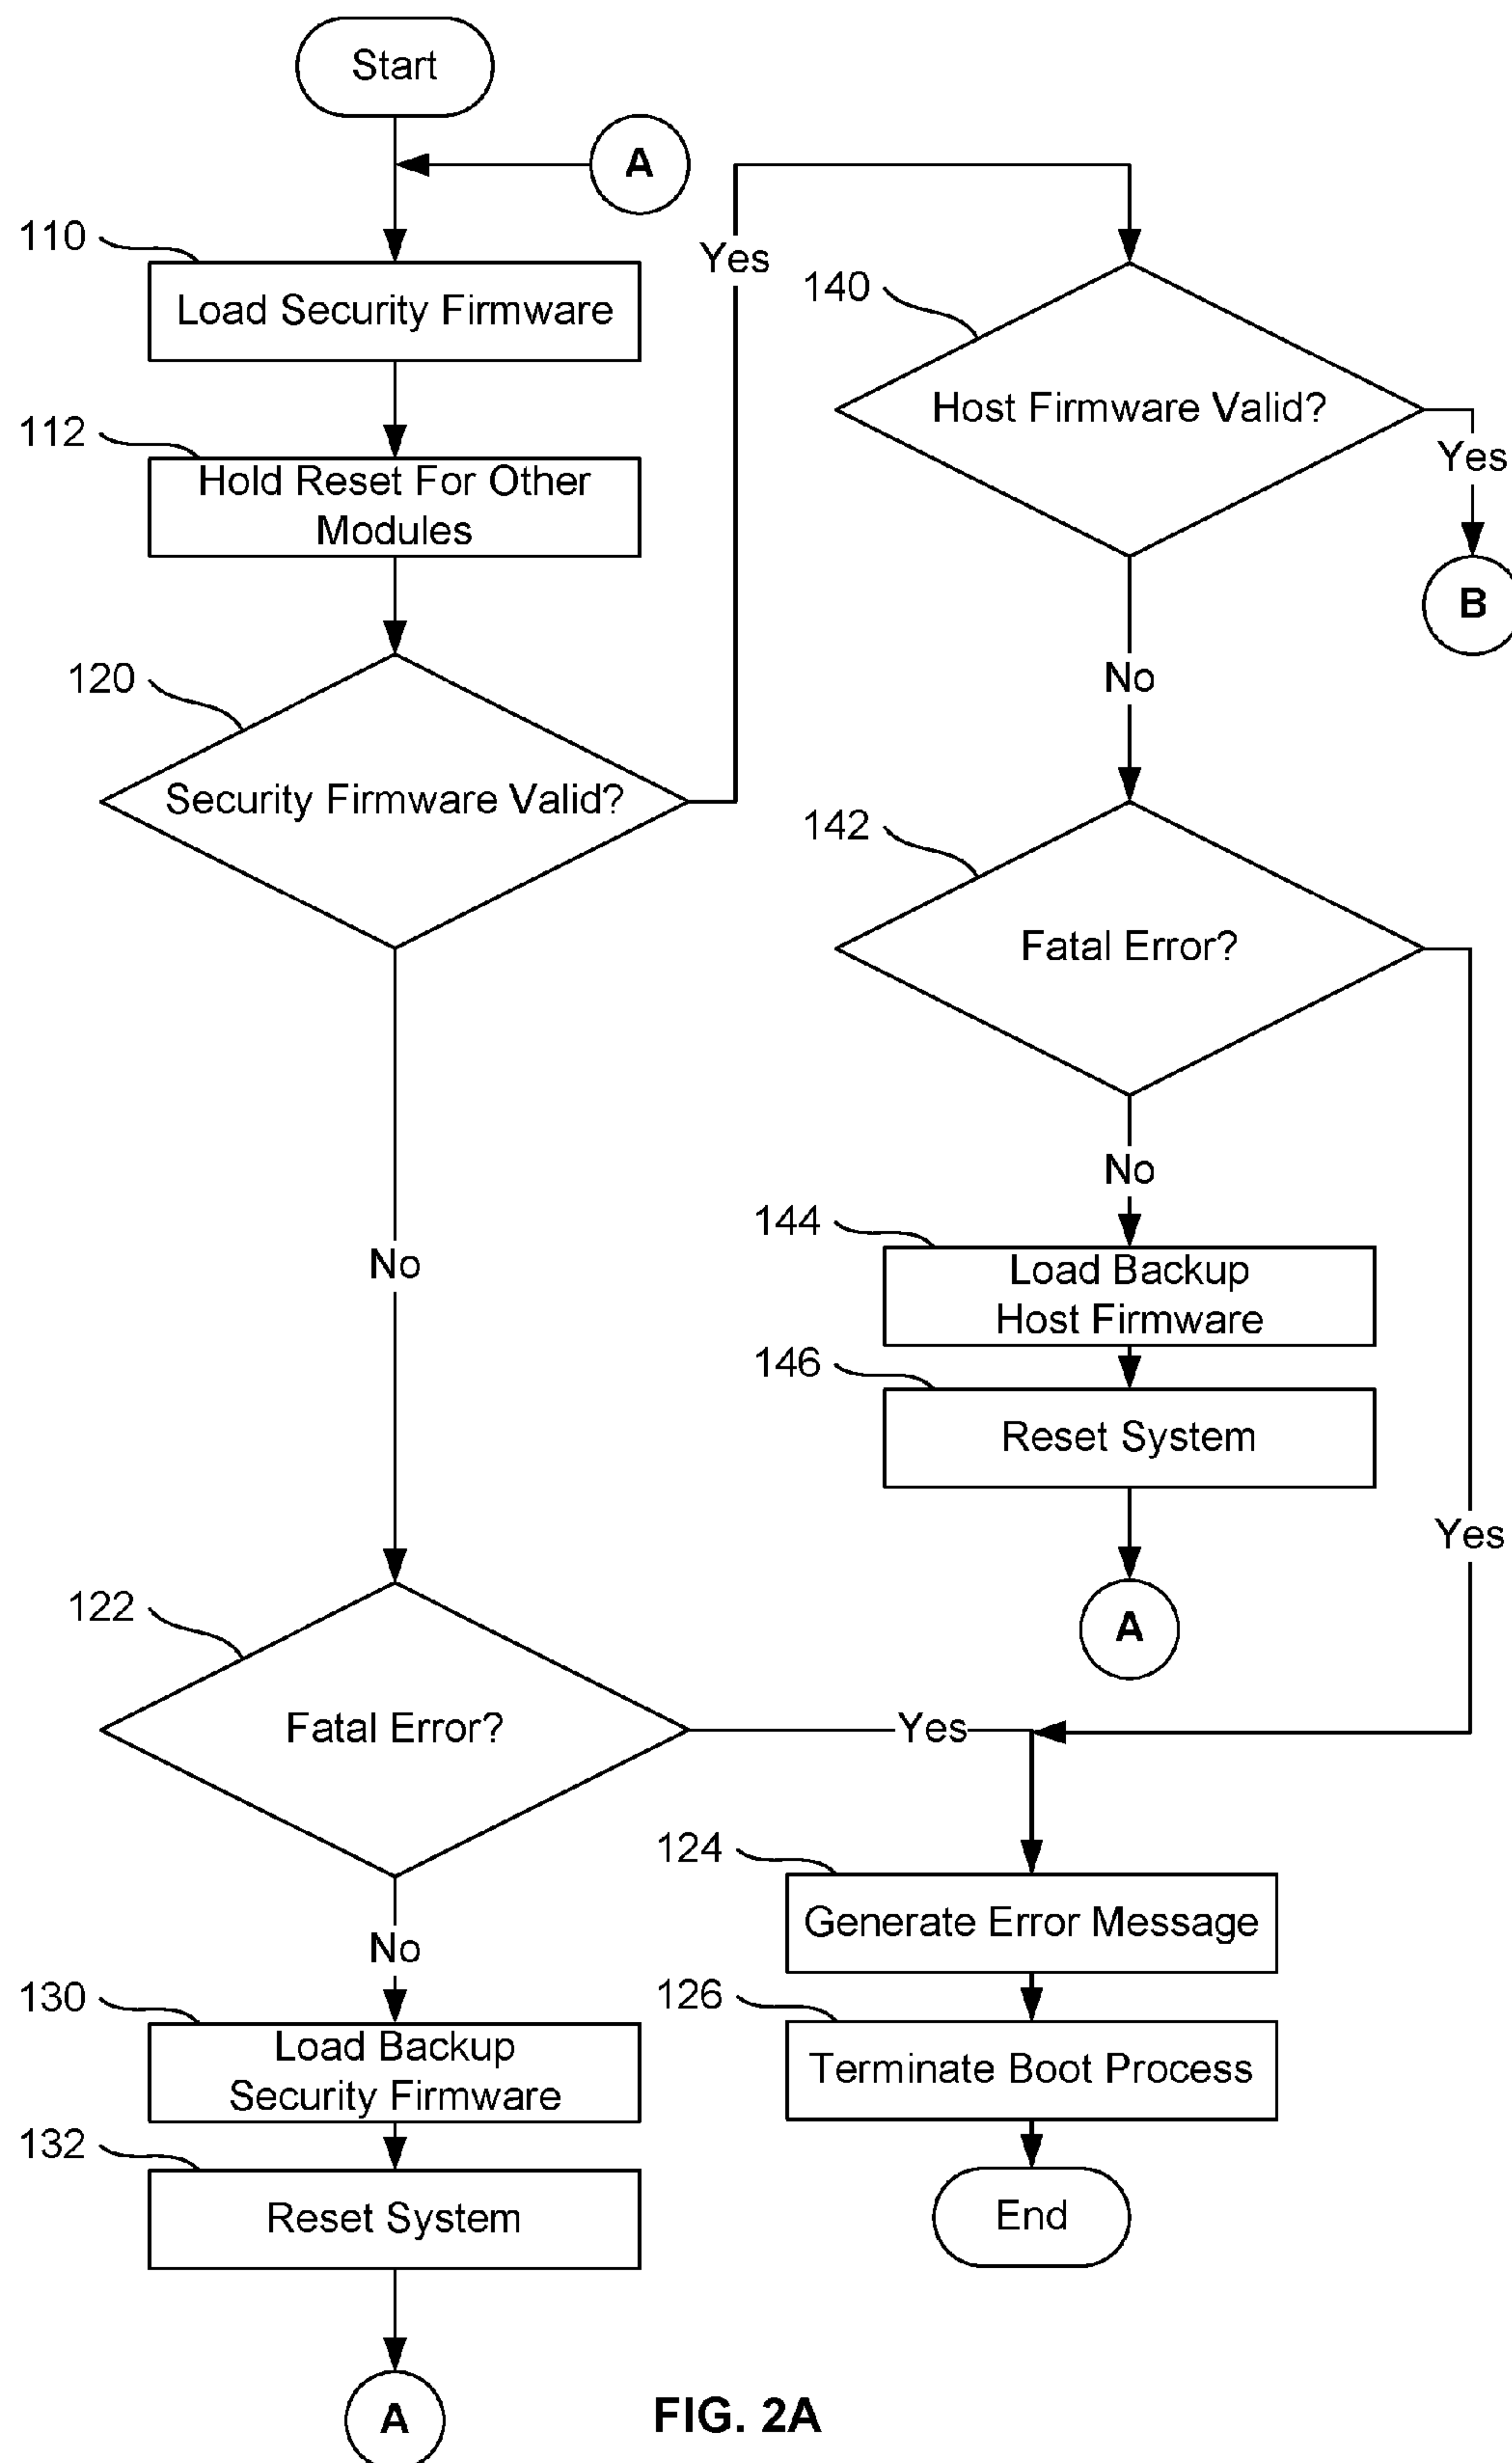 Start
A
110
Load Security Firmware
112
Hold Reset For Other
Modules
120
Security Firmware Valid?
Yes
140
Host Firmware Valid?
Yes
B
No
142
Fatal Error?
No
144
Load Backup
Host Firmware
146
Reset System
A
Yes
No
122
Fatal Error?
Yes
124
Generate Error Message
126
Terminate Boot Process
End
No
130
Load Backup
Security Firmware
132
Reset System
A
FIG. 2A